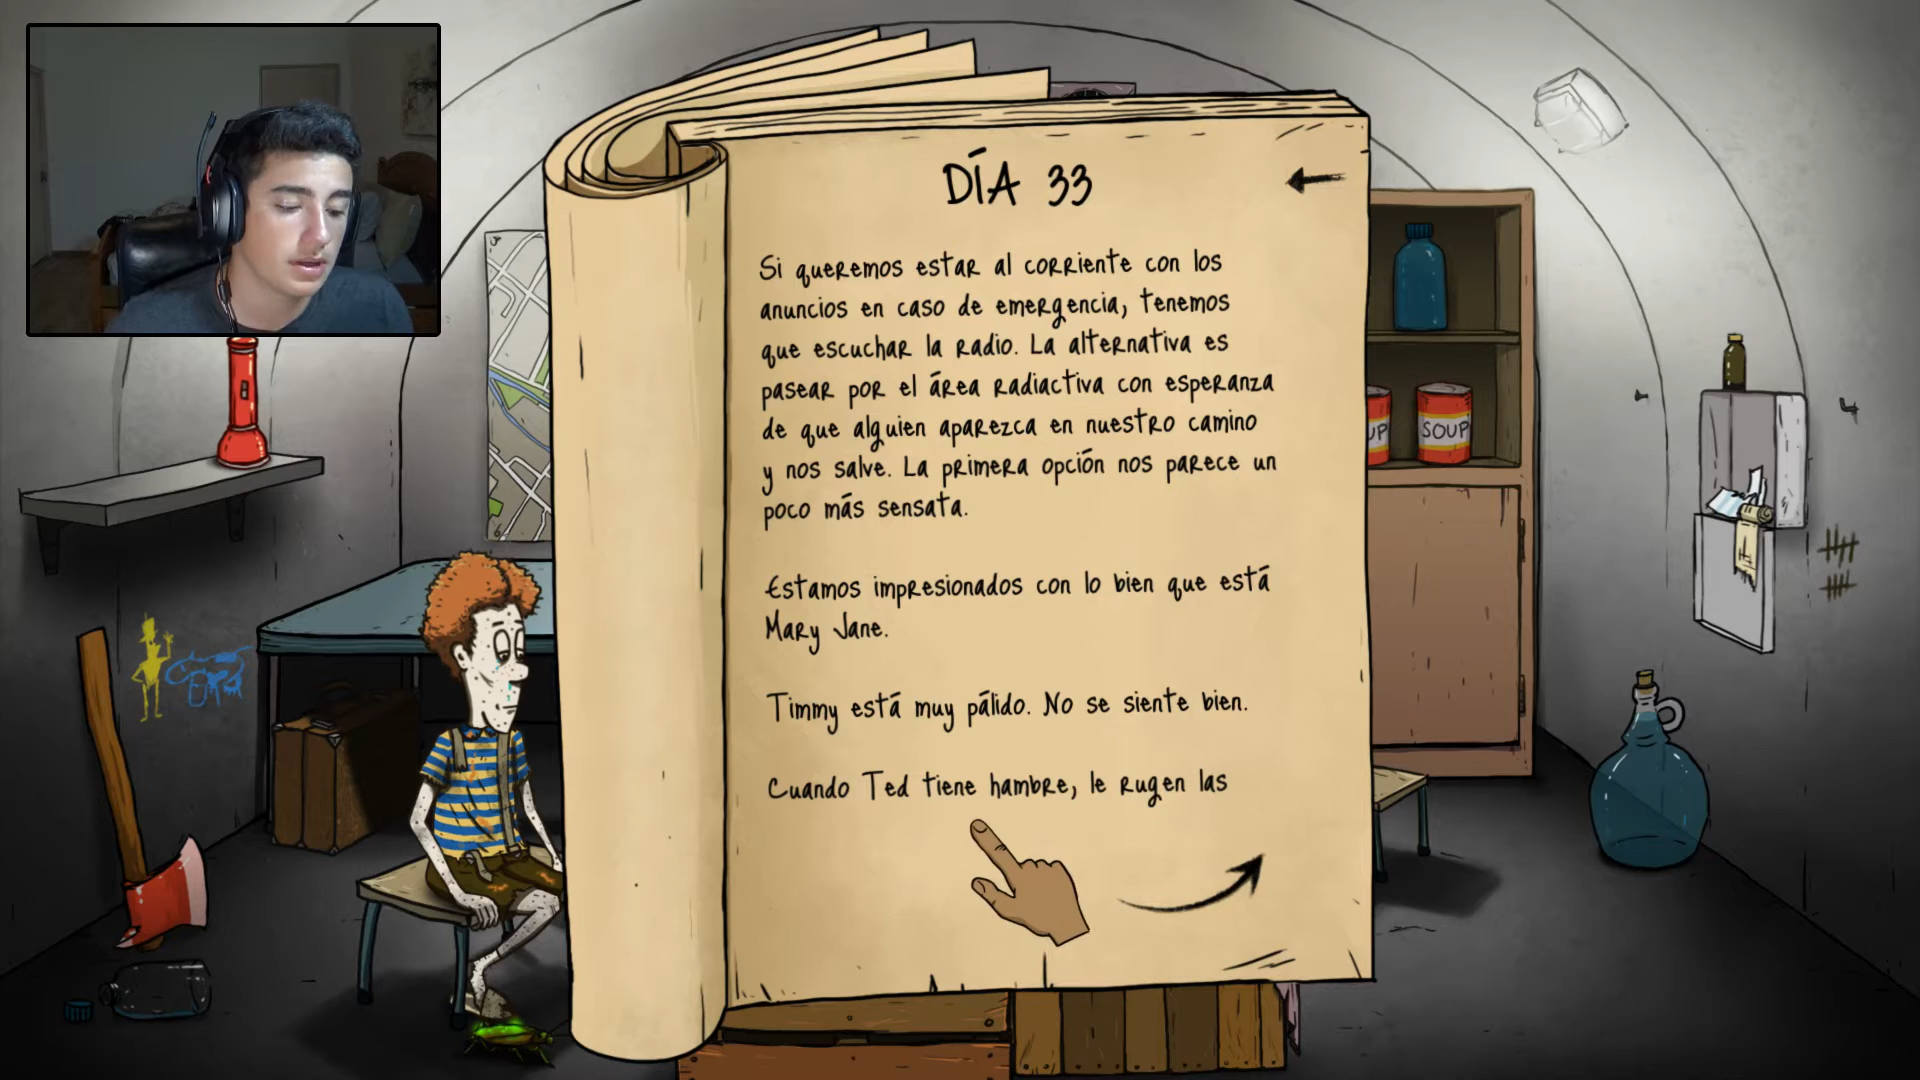 DÍA 33
Si queremos estar al corriente con los
anuncios en caso de emergencia, tenemos
que escuchar la radio. La alternativa es
pasear por el área radiactiva con esperanza
de que alguien aparezca en nuestro camino
y nos salve. La primera opción nos parece un
poco más sensata.
Estamos impresionados con lo bien que está
Mary Jane.
Timmy está muy pálido. No se siente bien.
Cuando Ted tiene hambre, le rugen las
UP
SOUP